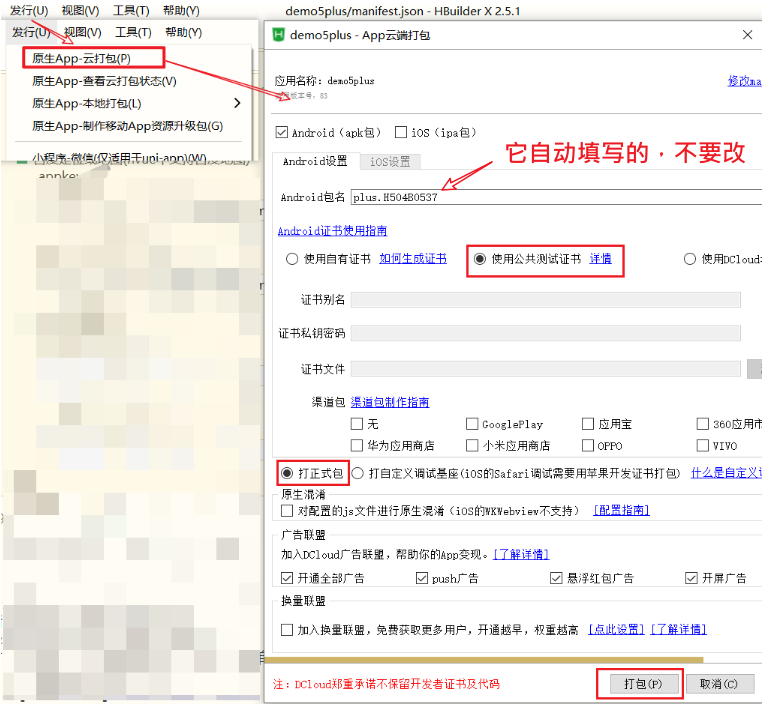 发行(U) 视图(V) 工具(T) 帮助(Y)
demo5plus/manifest.json - HBuilder X 2.5.1
发行(U) 视图(V) 工具(T) 帮助(Y)
原生App-云打包(P)
原生App-查看云打包状态(V)
原生App-本地打包(L)
原生App-制作移动App资源升级包(G)
小程序-微信(仅适用于uni-app)(W)
appkey
demo5plus - App云端打包
应用名称：demo5plus
修改ma
版本号：83
Android（apk包） iOS（ipa包）
Android设置 iOS设置
它自动填写的，不要改
Android包名 plus.H504B0537
Android证书使用指南
使用自有证书 如何生成证书 使用公共测试证书 详情 使用DCloud
证书别名
证书私钥密码
证书文件
渠道包 渠道包制作指南
无 GooglePlay 应用宝 360应用市
华为应用商店 小米应用商店 OPPO VIVO
打正式包 打自定义调试基座(iOS的Safari调试需要用苹果开发证书打包) 什么是自定义调
原生混淆
对配置的js文件进行原生混淆（iOS的WKWebview不支持） [配置指南]
广告联盟
加入DCloud广告联盟，帮助你的App变现。[了解详情]
开通全部广告 push广告 悬浮红包广告 开屏广告
换量联盟
加入换量联盟，免费获取更多用户，开通越早，权重越高 [点此设置] [了解详情]
注：DCloud郑重承诺不保留开发者证书及代码
打包(P) 取消(C)